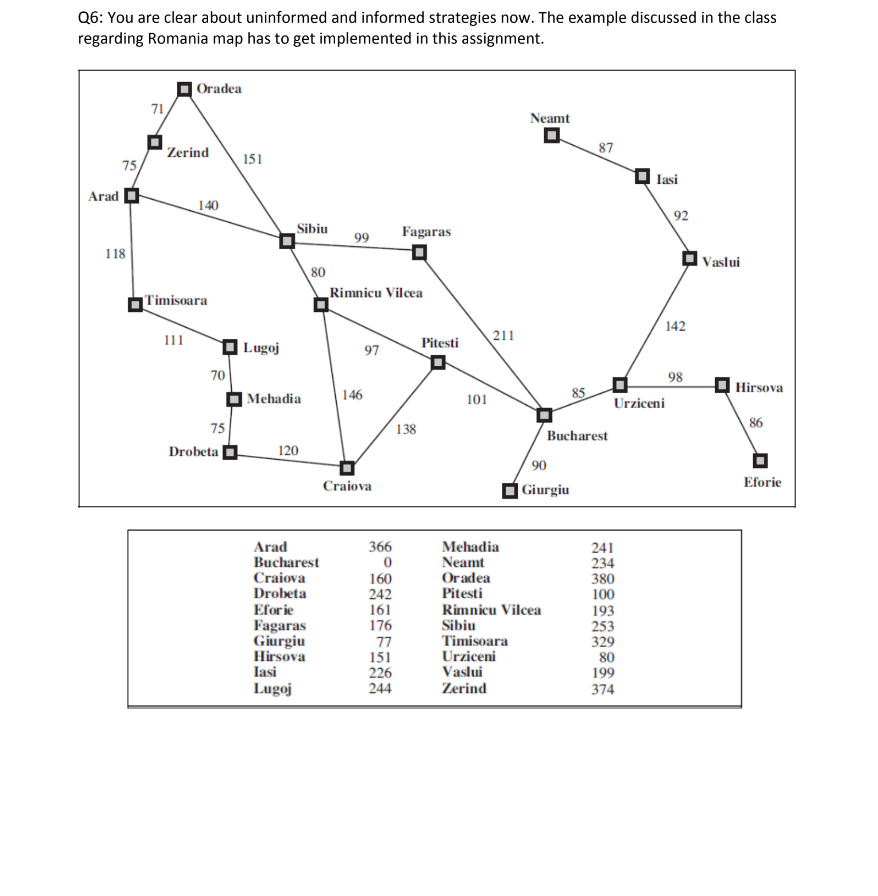 Q6: You are clear about uninformed and informed strategies now. The example discussed in the class
regarding Romania map has to get implemented in this assignment.
Oradea
71
Neamt
87
Zerind
151
75
Iasi
Arad
140
92
Sibiu
99
Fagaras
118
Vaslui
80
Rimnicu Vilcea
Timisoara
142
111
Lugoj
97
Pitesti
211
70
98
Hirsova
Mehadia
146
101
85
Urziceni
75
138
86
Bucharest
Drobeta
120
90
Craiova
Giurgiu
Eforie
Arad 366 Mehadia 241
Bucharest 0 Neamt 234
Craiova 160 Oradea 380
Drobeta 242 Pitesti 100
Eforie 161 Rimnicu Vilcea 193
Fagaras 176 Sibiu 253
Giurgiu 77 Timisoara 329
Hirsova 151 Urziceni 80
Iasi 226 Vaslui 199
Lugoj 244 Zerind 374